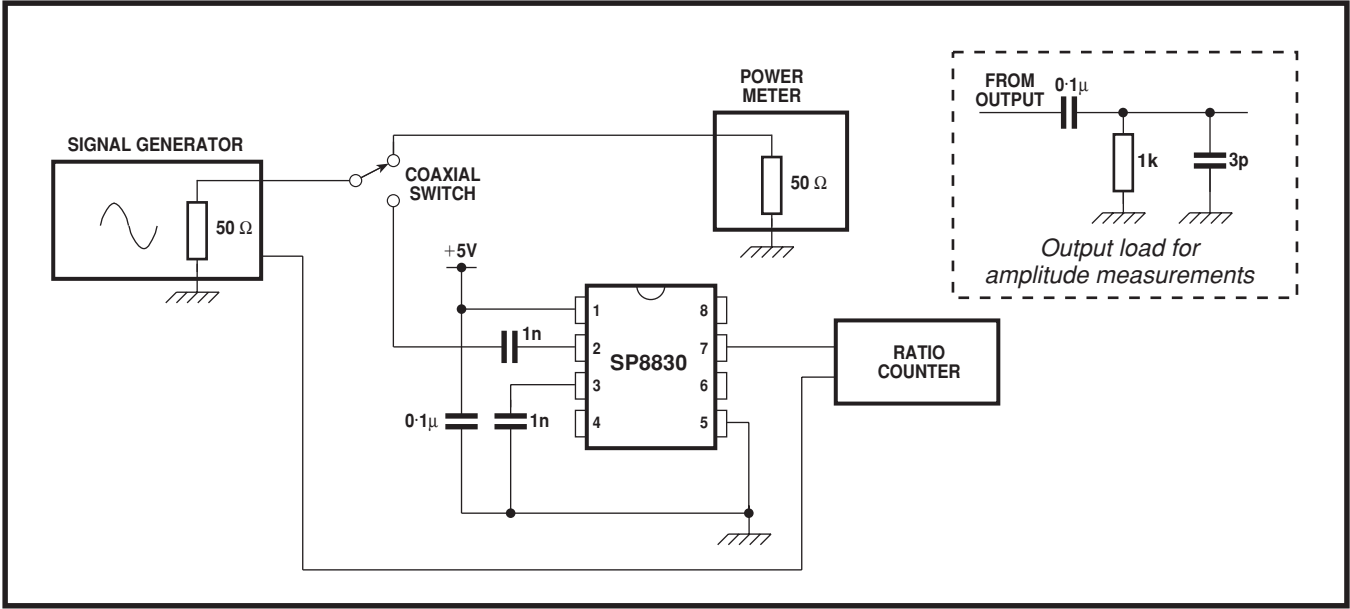 SIGNAL GENERATOR
50 Ω
COAXIAL
SWITCH
POWER
METER
50 Ω
FROM
OUTPUT
0·1μ
1k
3p
Output load for
amplitude measurements
+5V
1n
0·1μ
1n
1
2
3
4
SP8830
8
7
6
5
RATIO
COUNTER